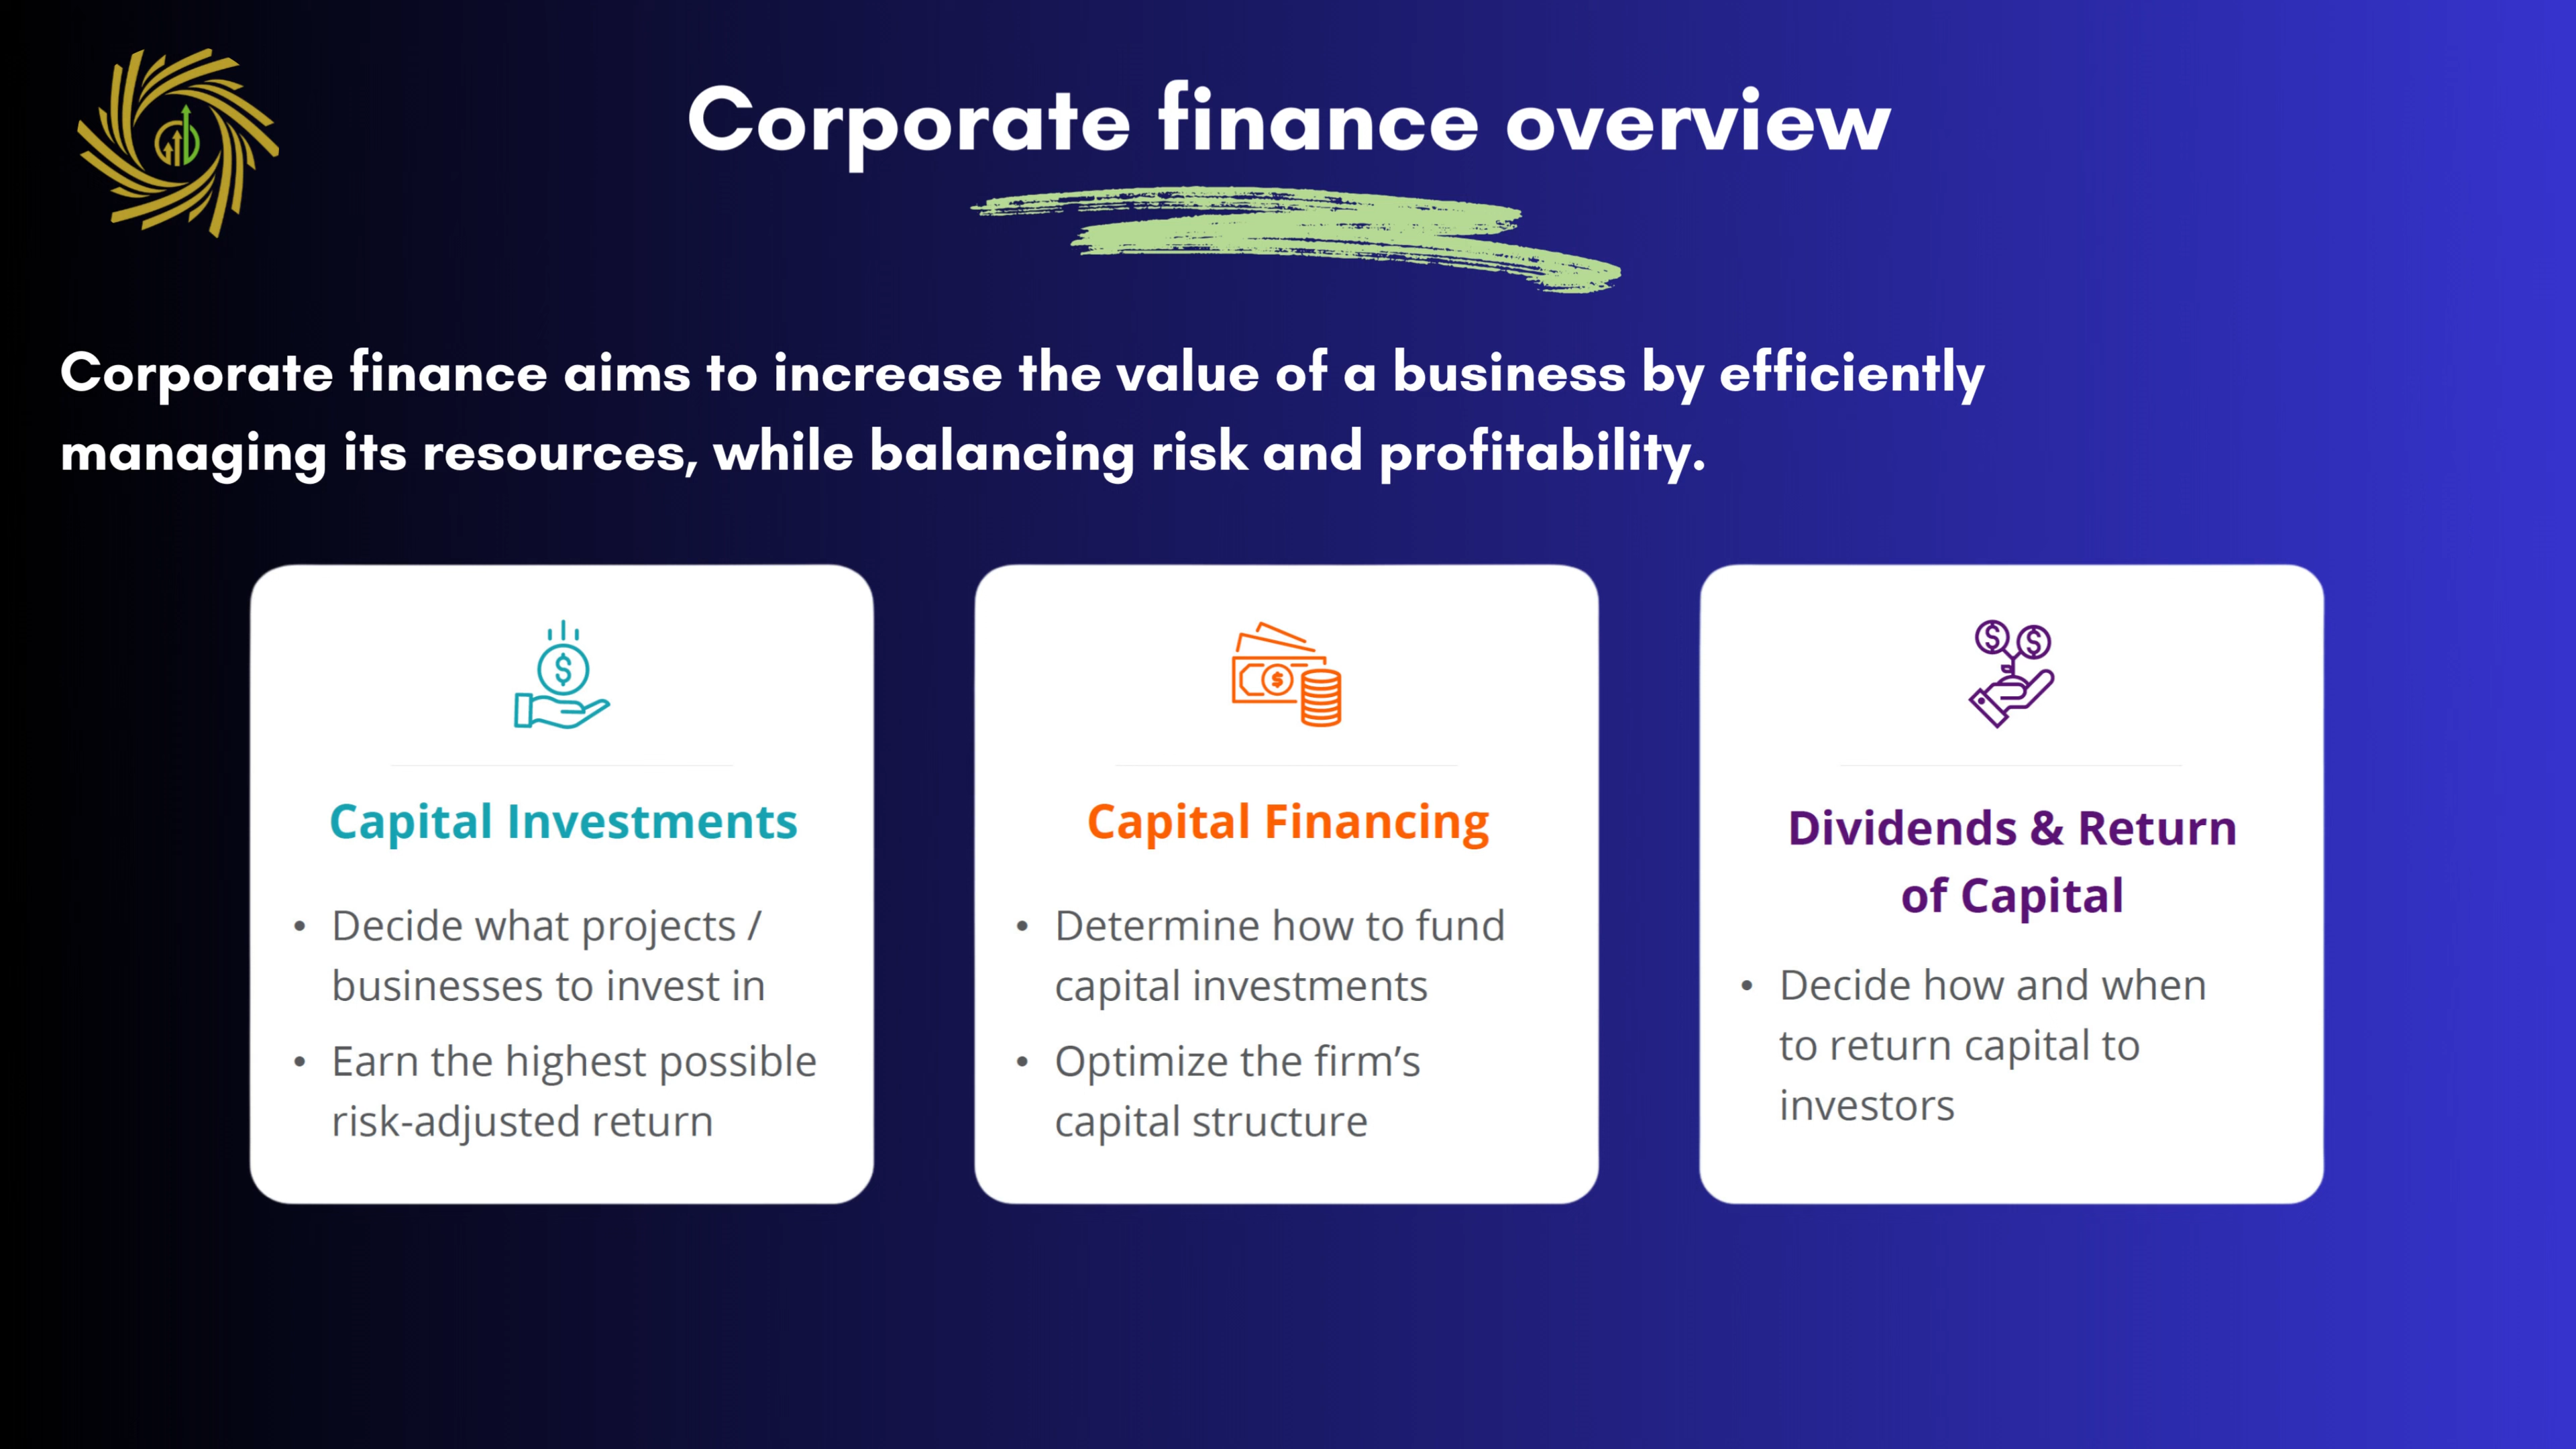 Corporate finance overview
Corporate finance aims to increase the value of a business by efficiently
managing its resources, while balancing risk and profitability.
Capital Investments
• Decide what projects /
businesses to invest in
• Earn the highest possible
risk-adjusted return
Capital Financing
• Determine how to fund
capital investments
• Optimize the firm's
capital structure
Dividends & Return
of Capital
• Decide how and when
to return capital to
investors